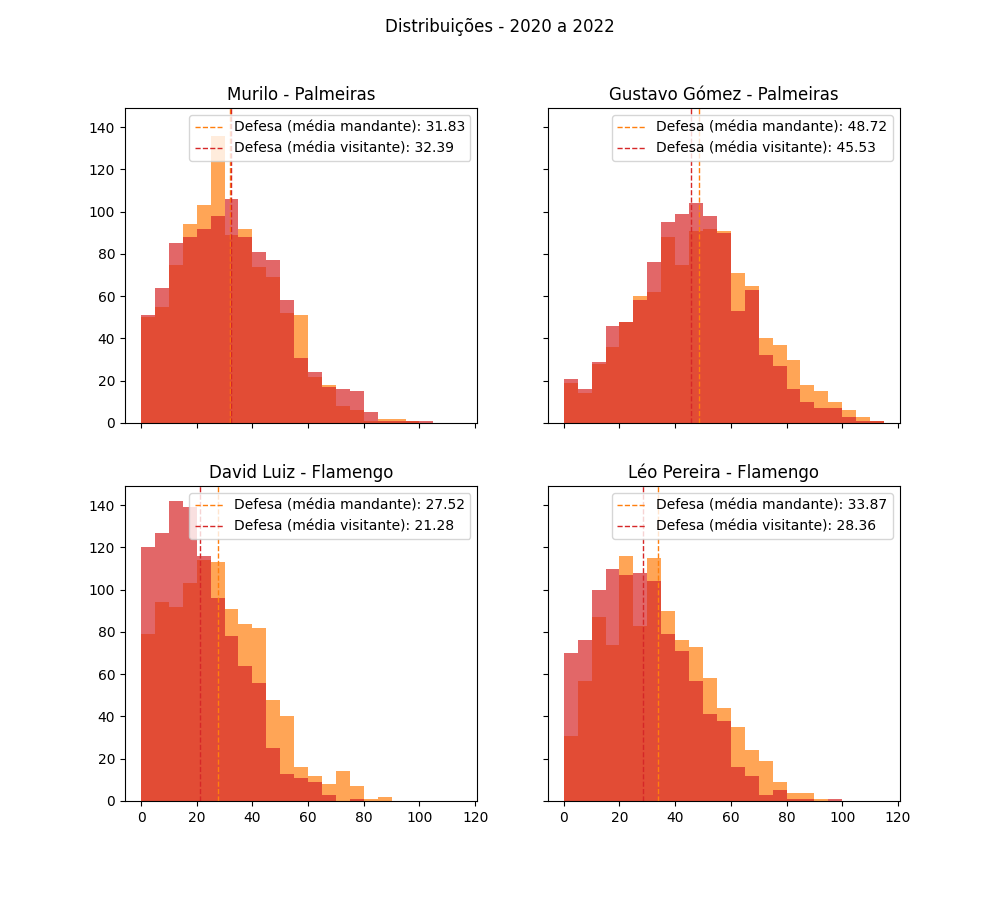 Distribuições - 2020 a 2022
Murilo - Palmeiras
Defesa (média mandante): 31.83
Defesa (média visitante): 32.39
140
120
100
80
60
40
20
0
Gustavo Gómez - Palmeiras
Defesa (média mandante): 48.72
Defesa (média visitante): 45.53
David Luiz - Flamengo
Defesa (média mandante): 27.52
Defesa (média visitante): 21.28
140
120
100
80
60
40
20
0
0 20 40 60 80 100 120
Léo Pereira - Flamengo
Defesa (média mandante): 33.87
Defesa (média visitante): 28.36
0 20 40 60 80 100 120